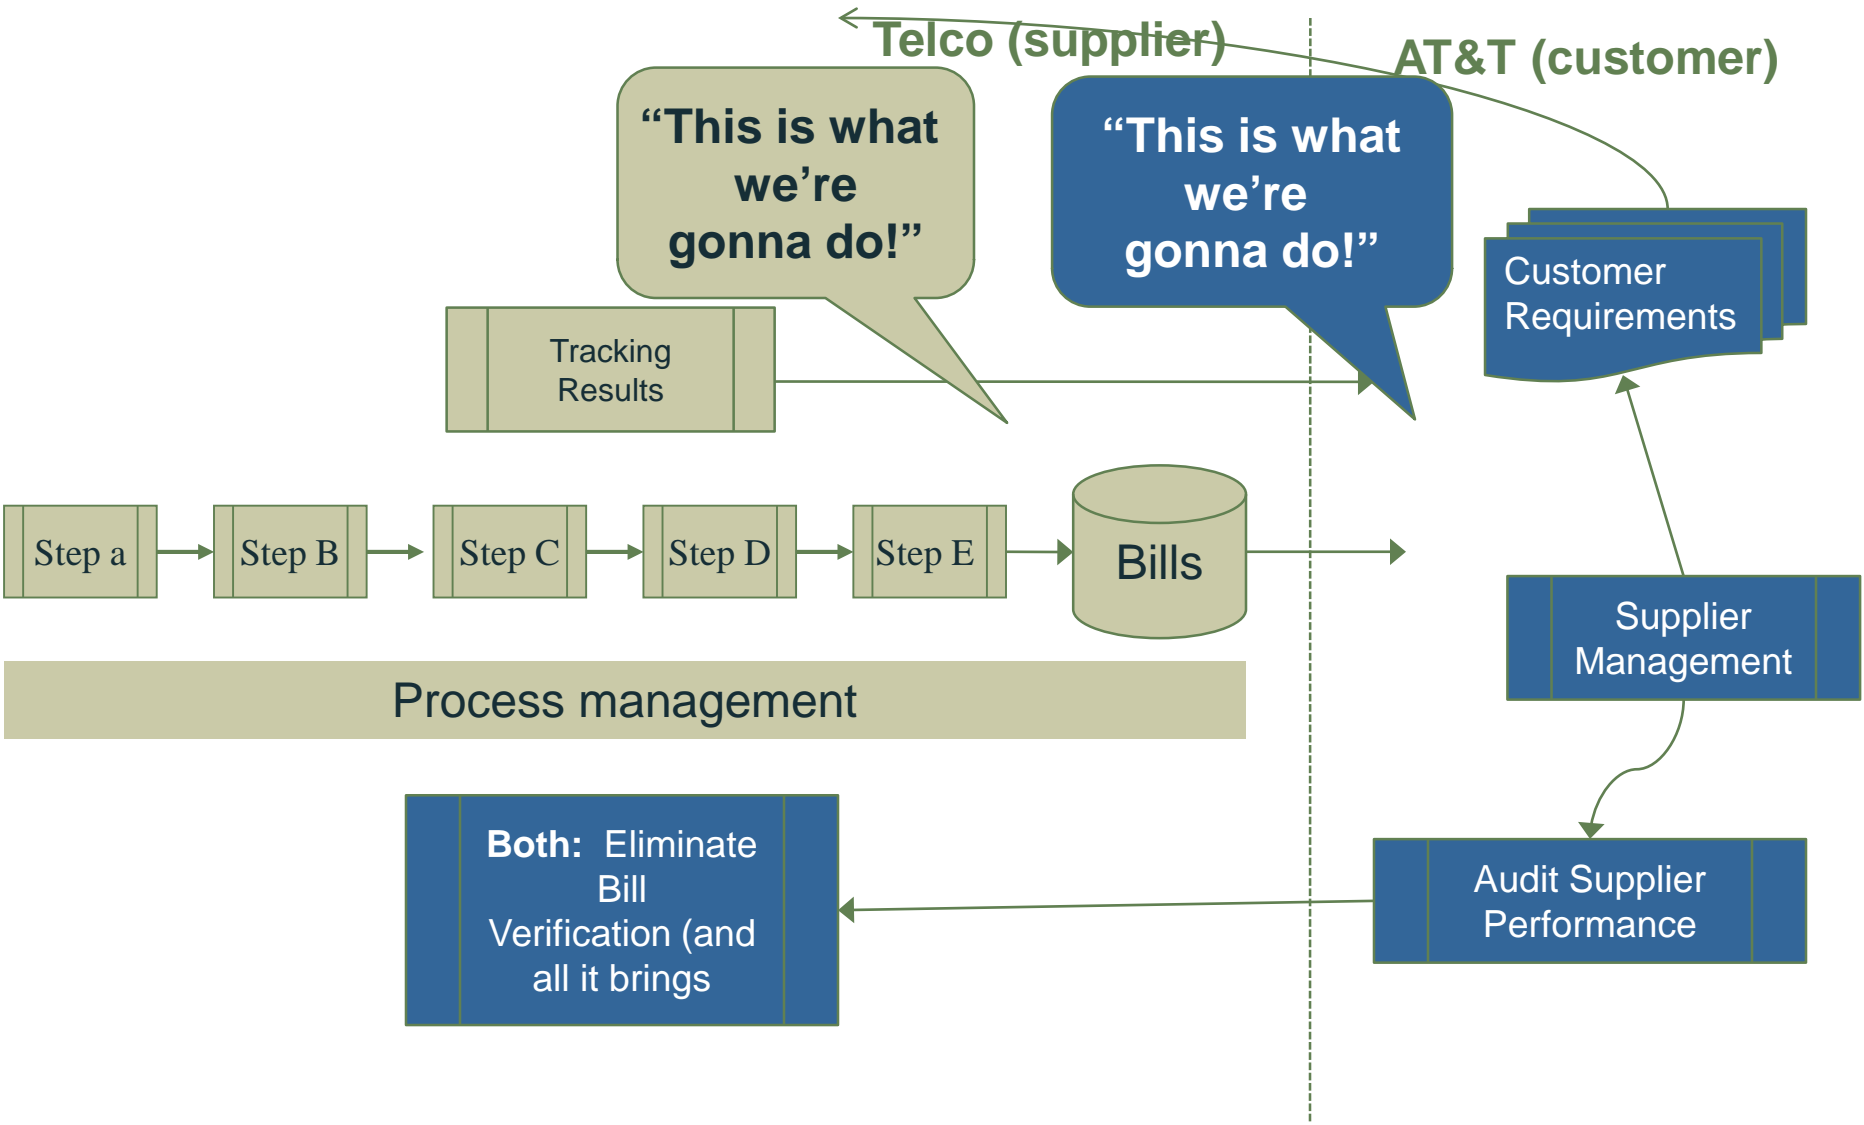 Telco (supplier)
AT&T (customer)
“This is what
we’re
gonna do!”
“This is what
we’re
gonna do!”
Customer
Requirements
Tracking
Results
Step a
Step B
Step C
Step D
Step E
Bills
Supplier
Management
Process management
Both:  Eliminate
Bill
Verification (and
all it brings
Audit Supplier
Performance